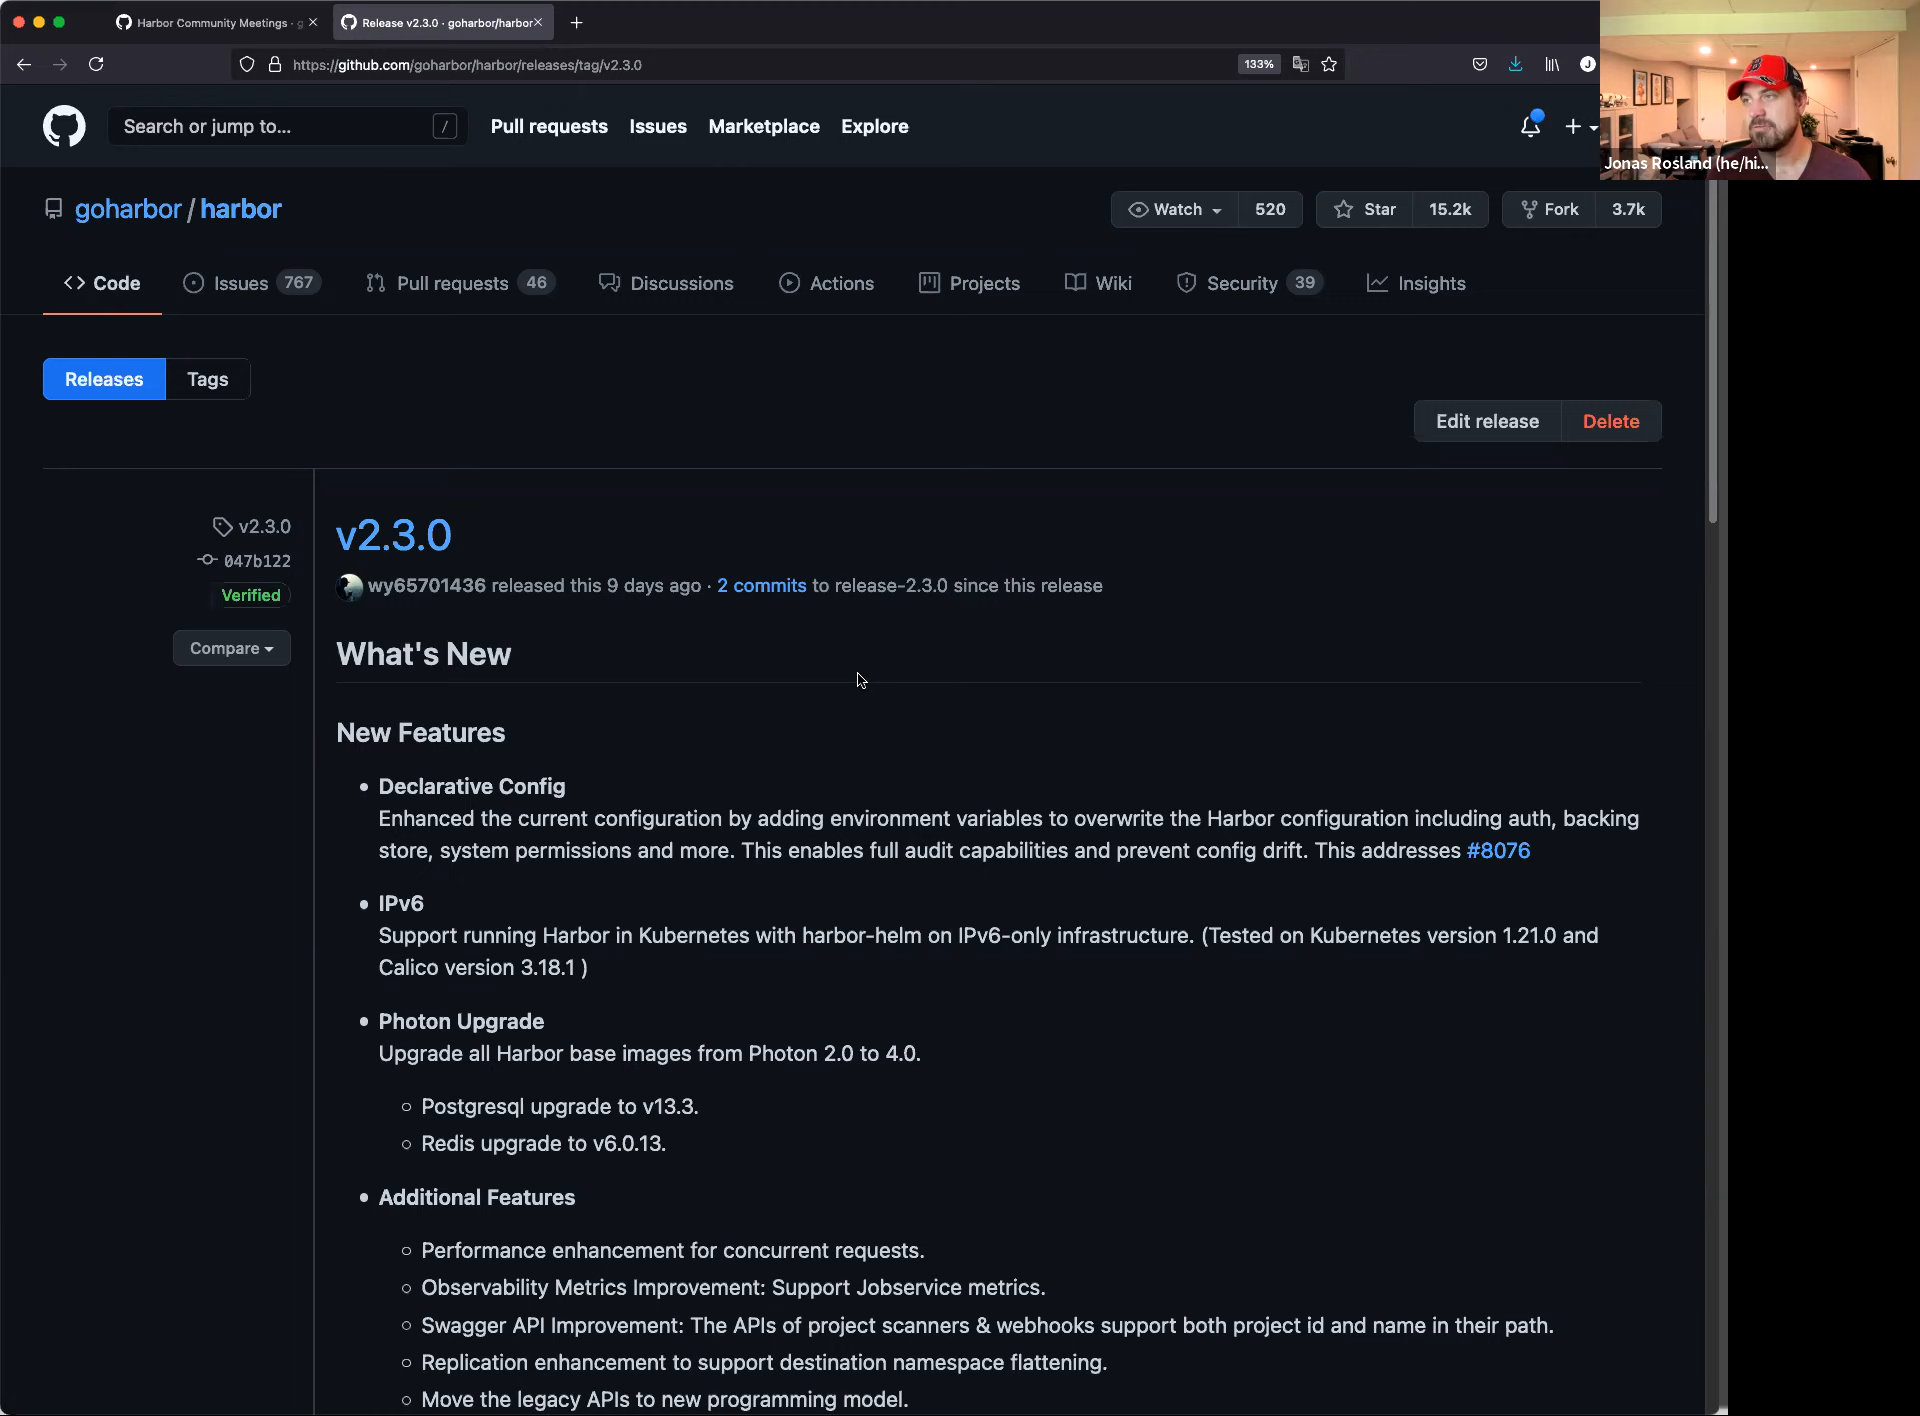 Harbor Community Meetings · g
Release v2.3.0 · goharbor/harbor
https://github.com/goharbor/harbor/releases/tag/v2.3.0
133%
J
Search or jump to...
/
Pull requests
Issues
Marketplace
Explore
Jonas Rosland (he/hi...
goharbor / harbor
Watch
520
Star
15.2k
Fork
3.7k
Code
Issues
767
Pull requests
46
Discussions
Actions
Projects
Wiki
Security
39
Insights
Releases
Tags
Edit release
Delete
v2.3.0
047b122
Verified
Compare
v2.3.0
wy65701436 released this 9 days ago · 2 commits to release-2.3.0 since this release
What's New
New Features
• Declarative Config
Enhanced the current configuration by adding environment variables to overwrite the Harbor configuration including auth, backing
store, system permissions and more. This enables full audit capabilities and prevent config drift. This addresses #8076
• IPv6
Support running Harbor in Kubernetes with harbor-helm on IPv6-only infrastructure. (Tested on Kubernetes version 1.21.0 and
Calico version 3.18.1 )
• Photon Upgrade
Upgrade all Harbor base images from Photon 2.0 to 4.0.
○ Postgresql upgrade to v13.3.
○ Redis upgrade to v6.0.13.
• Additional Features
○ Performance enhancement for concurrent requests.
○ Observability Metrics Improvement: Support Jobservice metrics.
○ Swagger API Improvement: The APIs of project scanners & webhooks support both project id and name in their path.
○ Replication enhancement to support destination namespace flattening.
○ Move the legacy APIs to new programming model.